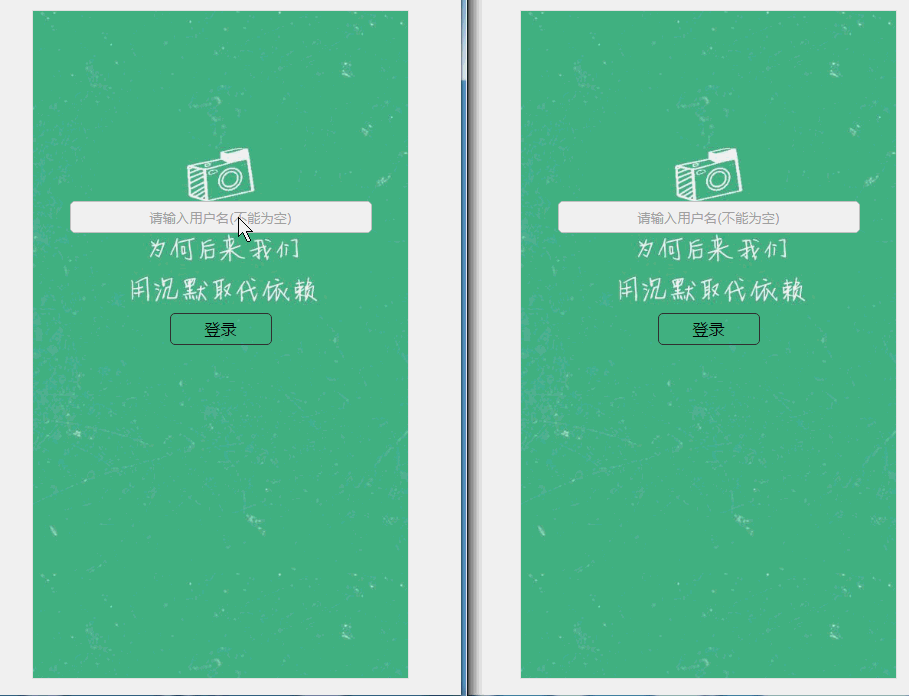 请输入用户名(不能为空)
为何后来我们
用沉默取代依赖
登录
请输入用户名(不能为空)
为何后来我们
用沉默取代依赖
登录